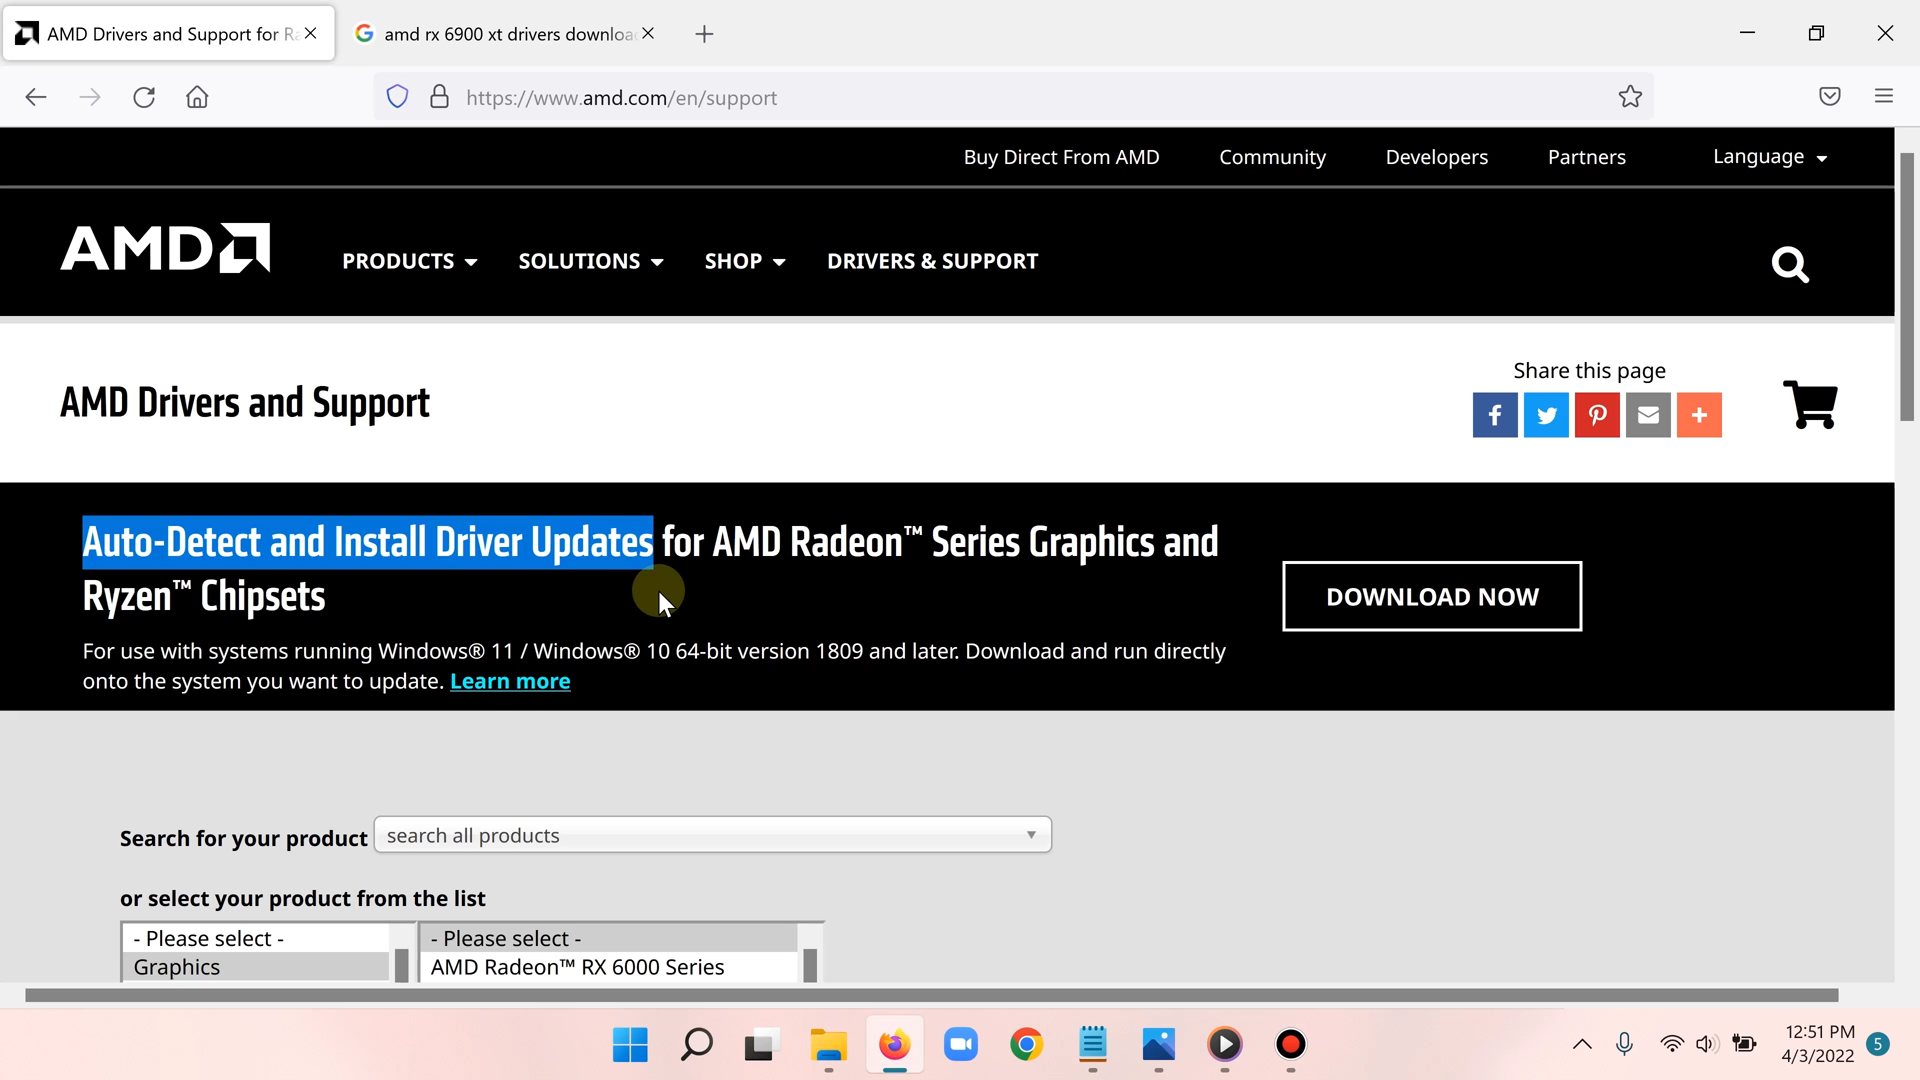 AMD Drivers and Support for Ra
amd rx 6900 xt drivers downloa
https://www.amd.com/en/support
Buy Direct From AMD
Community
Developers
Partners
Language
AMD
PRODUCTS
SOLUTIONS
SHOP
DRIVERS & SUPPORT
AMD Drivers and Support
Share this page
Auto-Detect and Install Driver Updates for AMD Radeon™ Series Graphics and
Ryzen™ Chipsets
DOWNLOAD NOW
For use with systems running Windows® 11 / Windows® 10 64-bit version 1809 and later. Download and run directly
onto the system you want to update. Learn more
Search for your product
search all products
or select your product from the list
- Please select -
- Please select -
Graphics
AMD Radeon™ RX 6000 Series
12:51 PM
4/3/2022
5